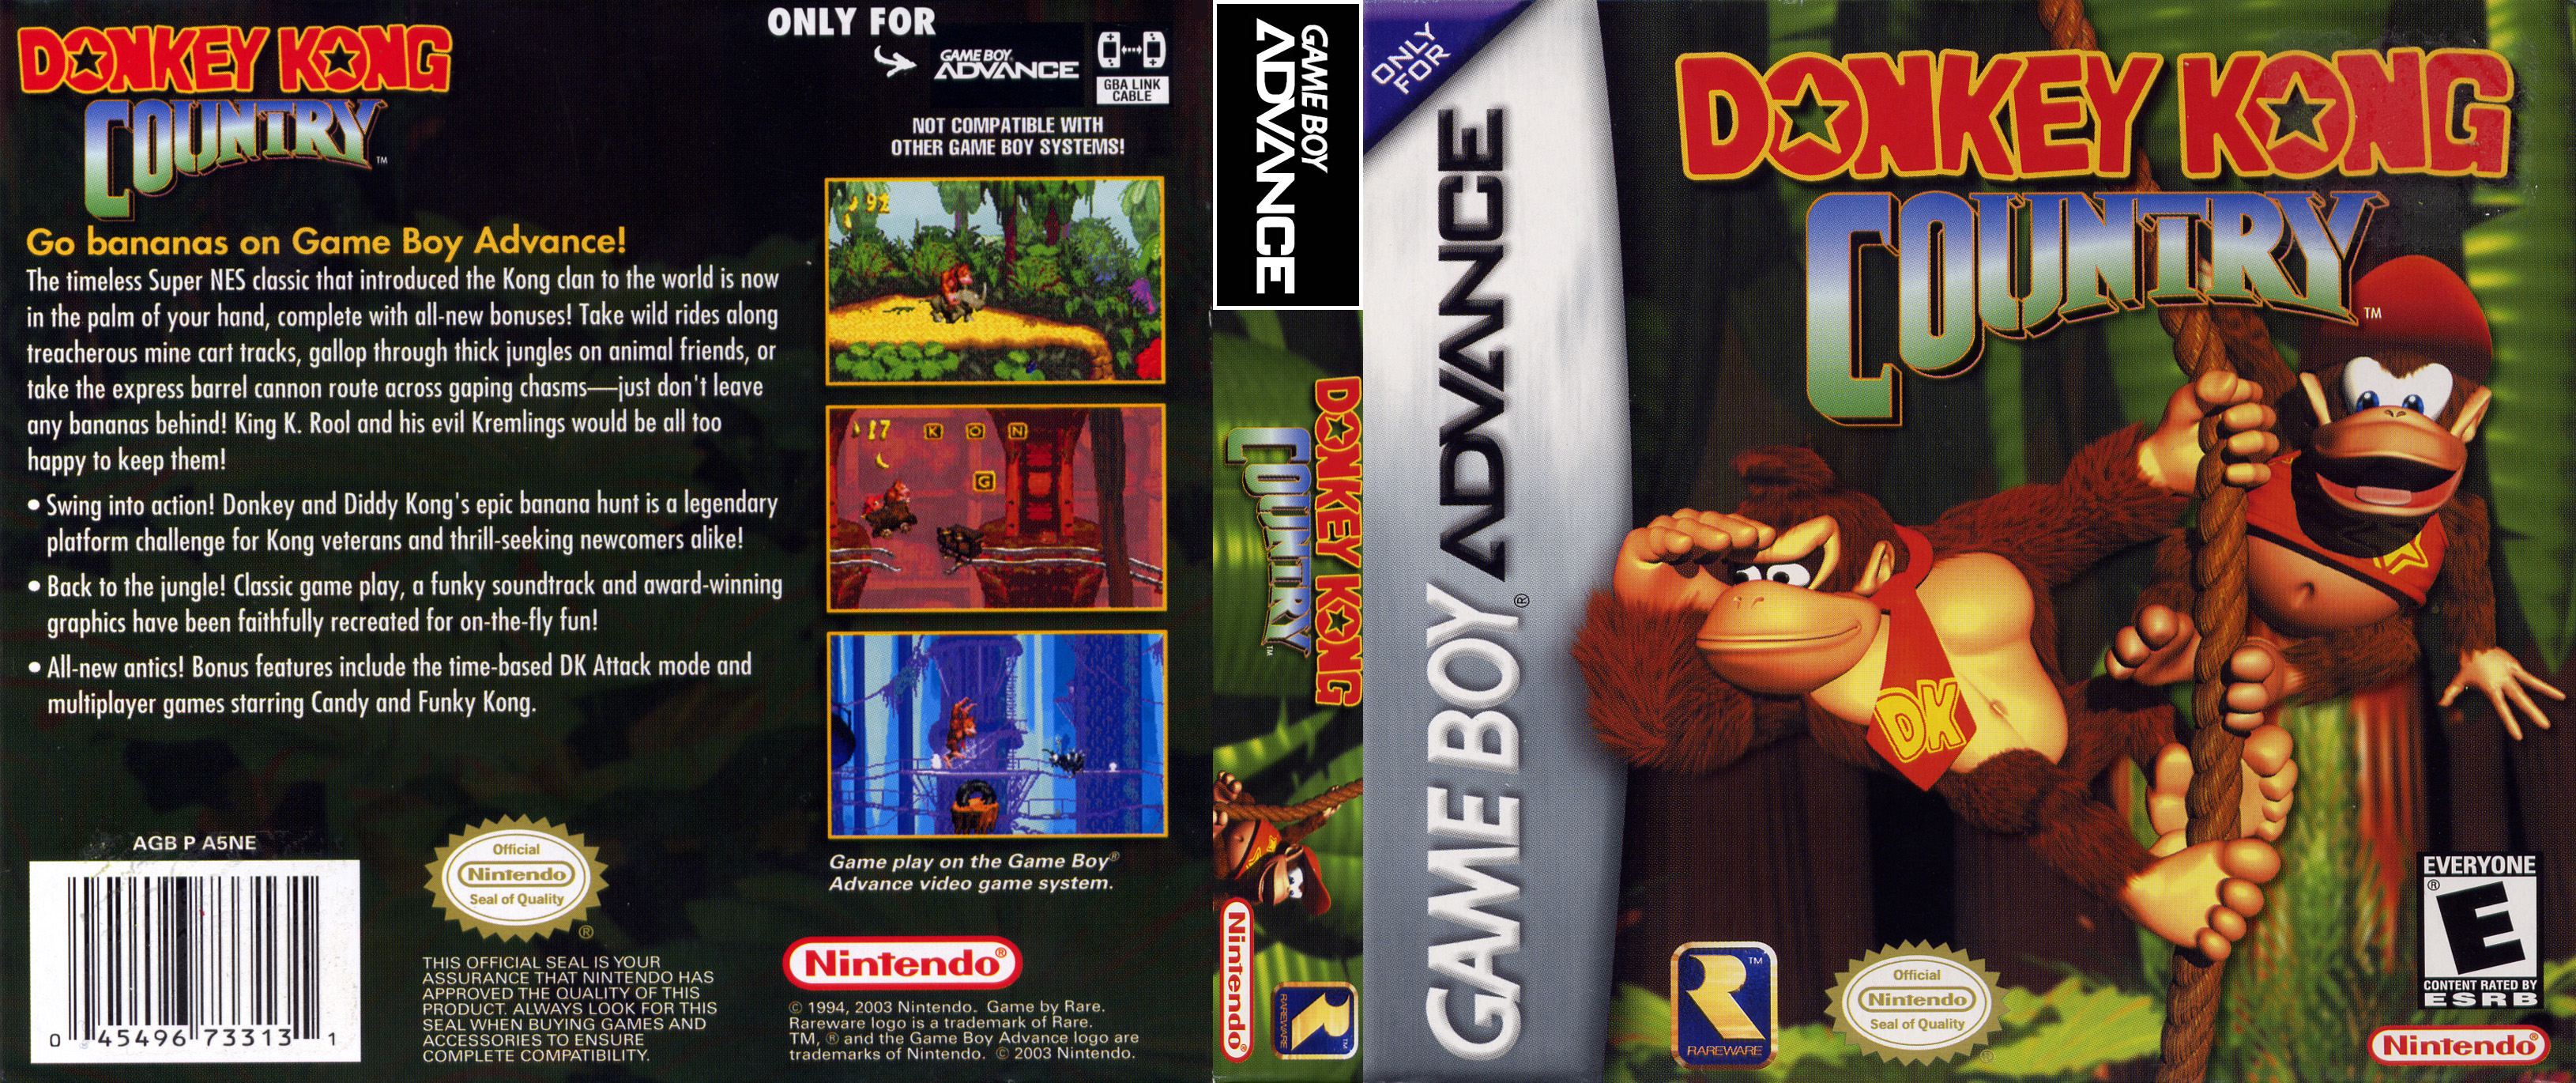 DONKEY KONG
COUNTRY™
Go bananas on Game Boy Advance!
The timeless Super NES classic that introduced the Kong clan to the world is now
in the palm of your hand, complete with all-new bonuses! Take wild rides along
treacherous mine cart tracks, gallop through thick jungles on animal friends, or
take the express barrel cannon route across gaping chasms—just don't leave
any bananas behind! King K. Rool and his evil Kremlings would be all too
happy to keep them!
• Swing into action! Donkey and Diddy Kong's epic banana hunt is a legendary
platform challenge for Kong veterans and thrill-seeking newcomers alike!
• Back to the jungle! Classic game play, a funky soundtrack and award-winning
graphics have been faithfully recreated for on-the-fly fun!
• All-new antics! Bonus features include the time-based DK Attack mode and
multiplayer games starring Candy and Funky Kong.
AGB P A5NE
0 45496 73313 1
Official
Nintendo
Seal of Quality
®
THIS OFFICIAL SEAL IS YOUR
ASSURANCE THAT NINTENDO HAS
APPROVED THE QUALITY OF THIS
PRODUCT. ALWAYS LOOK FOR THIS
SEAL WHEN BUYING GAMES AND
ACCESSORIES TO ENSURE
COMPLETE COMPATIBILITY.
ONLY FOR
GAME BOY
ADVANCE
GBA LINK
CABLE
NOT COMPATIBLE WITH
OTHER GAME BOY SYSTEMS!
92
17
K O N
G
Game play on the Game Boy®
Advance video game system.
Nintendo®
© 1994, 2003 Nintendo. Game by Rare.
Rareware logo is a trademark of Rare.
TM, ® and the Game Boy Advance logo are
trademarks of Nintendo. © 2003 Nintendo.
GAME BOY
ADVANCE
DONKEY KONG
COUNTRY™
Nintendo®
R™
RAREWARE
ONLY
FOR
GAME BOY® ADVANCE
DONKEY KONG
COUNTRY™
DK
R™
RAREWARE
Official
Nintendo
Seal of Quality
®
EVERYONE
E®
CONTENT RATED BY
ESRB
Nintendo®